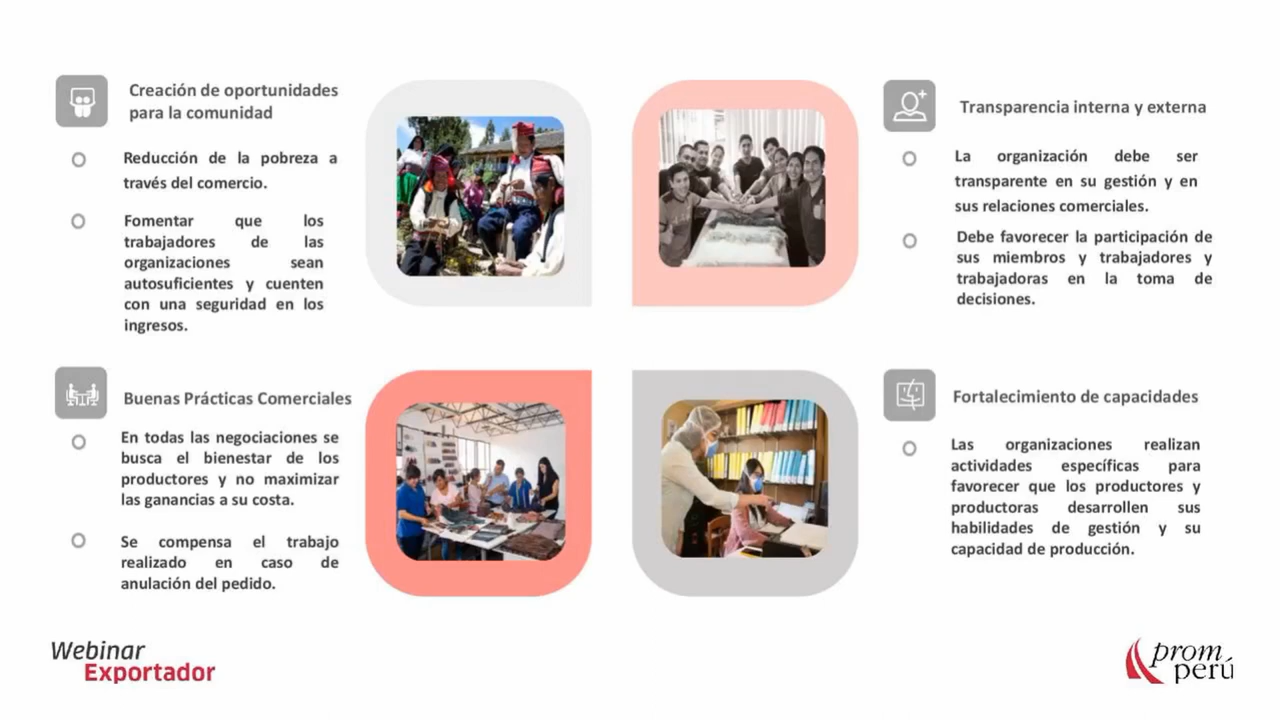 Creación de oportunidades
para la comunidad
Reducción de la pobreza a
través del comercio.
Fomentar que los
trabajadores de las
organizaciones sean
autosuficientes y cuenten
con una seguridad en los
ingresos.
Transparencia interna y externa
La organización debe ser
transparente en su gestión y en
sus relaciones comerciales.
Debe favorecer la participación de
sus miembros y trabajadores y
trabajadoras en la toma de
decisiones.
Buenas Prácticas Comerciales
En todas las negociaciones se
busca el bienestar de los
productores y no maximizar
las ganancias a su costa.
Se compensa el trabajo
realizado en caso de
anulación del pedido.
Fortalecimiento de capacidades
Las organizaciones realizan
actividades específicas para
favorecer que los productores y
productoras desarrollen sus
habilidades de gestión y su
capacidad de producción.
Webinar
Exportador
prom
perú